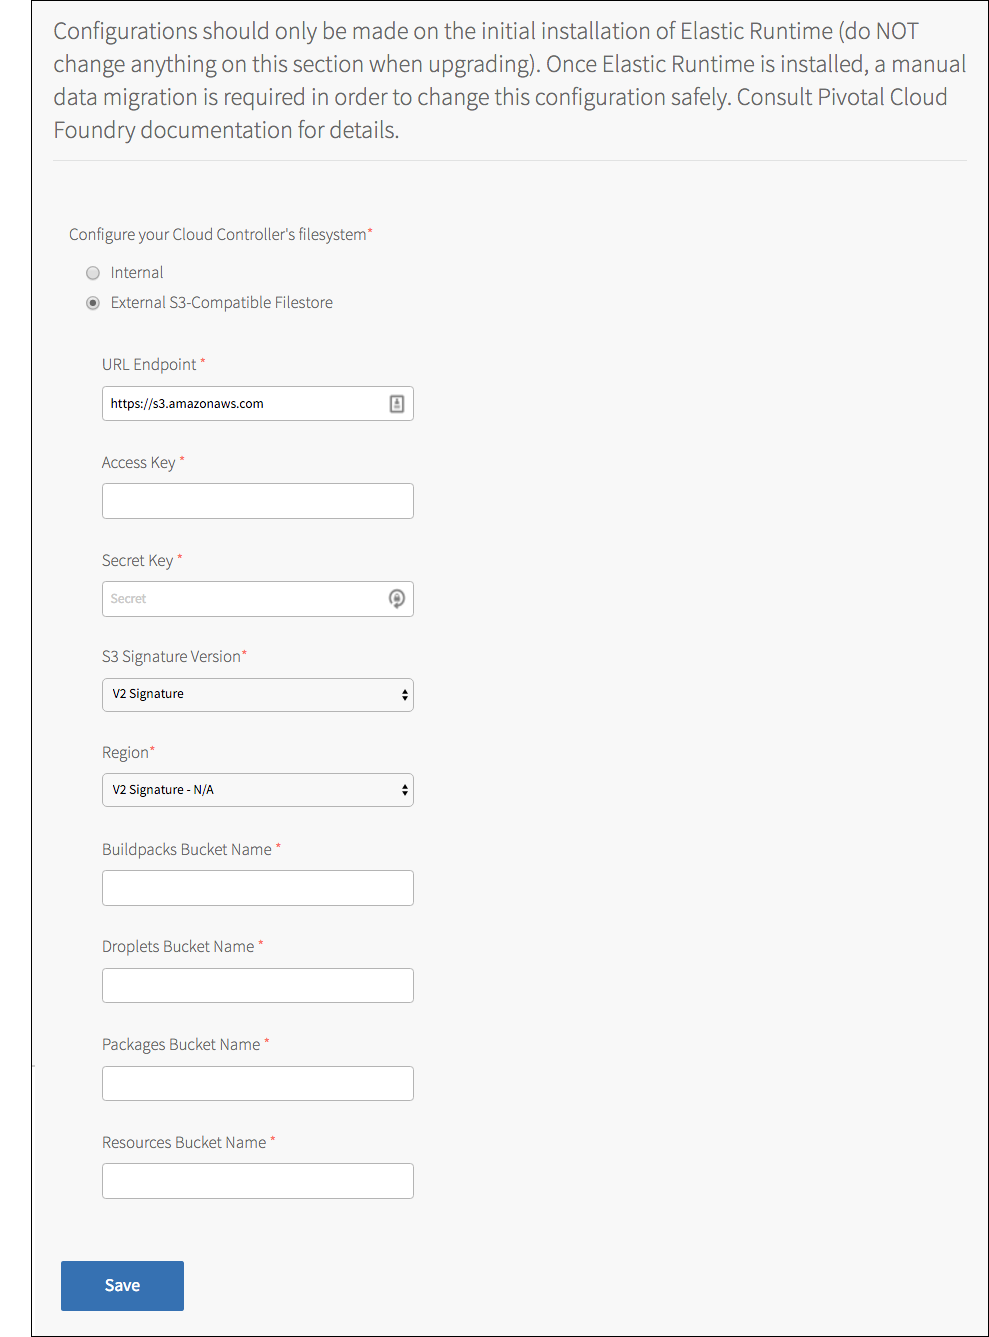 Configurations should only be made on the initial installation of Elastic Runtime (do NOT
change anything on this section when upgrading). Once Elastic Runtime is installed, a manual
data migration is required in order to change this configuration safely. Consult Pivotal Cloud
Foundry documentation for details.
Configure your Cloud Controller's filesystem*
Internal
External S3-Compatible Filestore
URL Endpoint *
https://s3.amazonaws.com
Access Key *
Secret Key *
Secret
S3 Signature Version*
V2 Signature
Region*
V2 Signature - N/A
Buildpacks Bucket Name *
Droplets Bucket Name *
Packages Bucket Name *
Resources Bucket Name *
Save